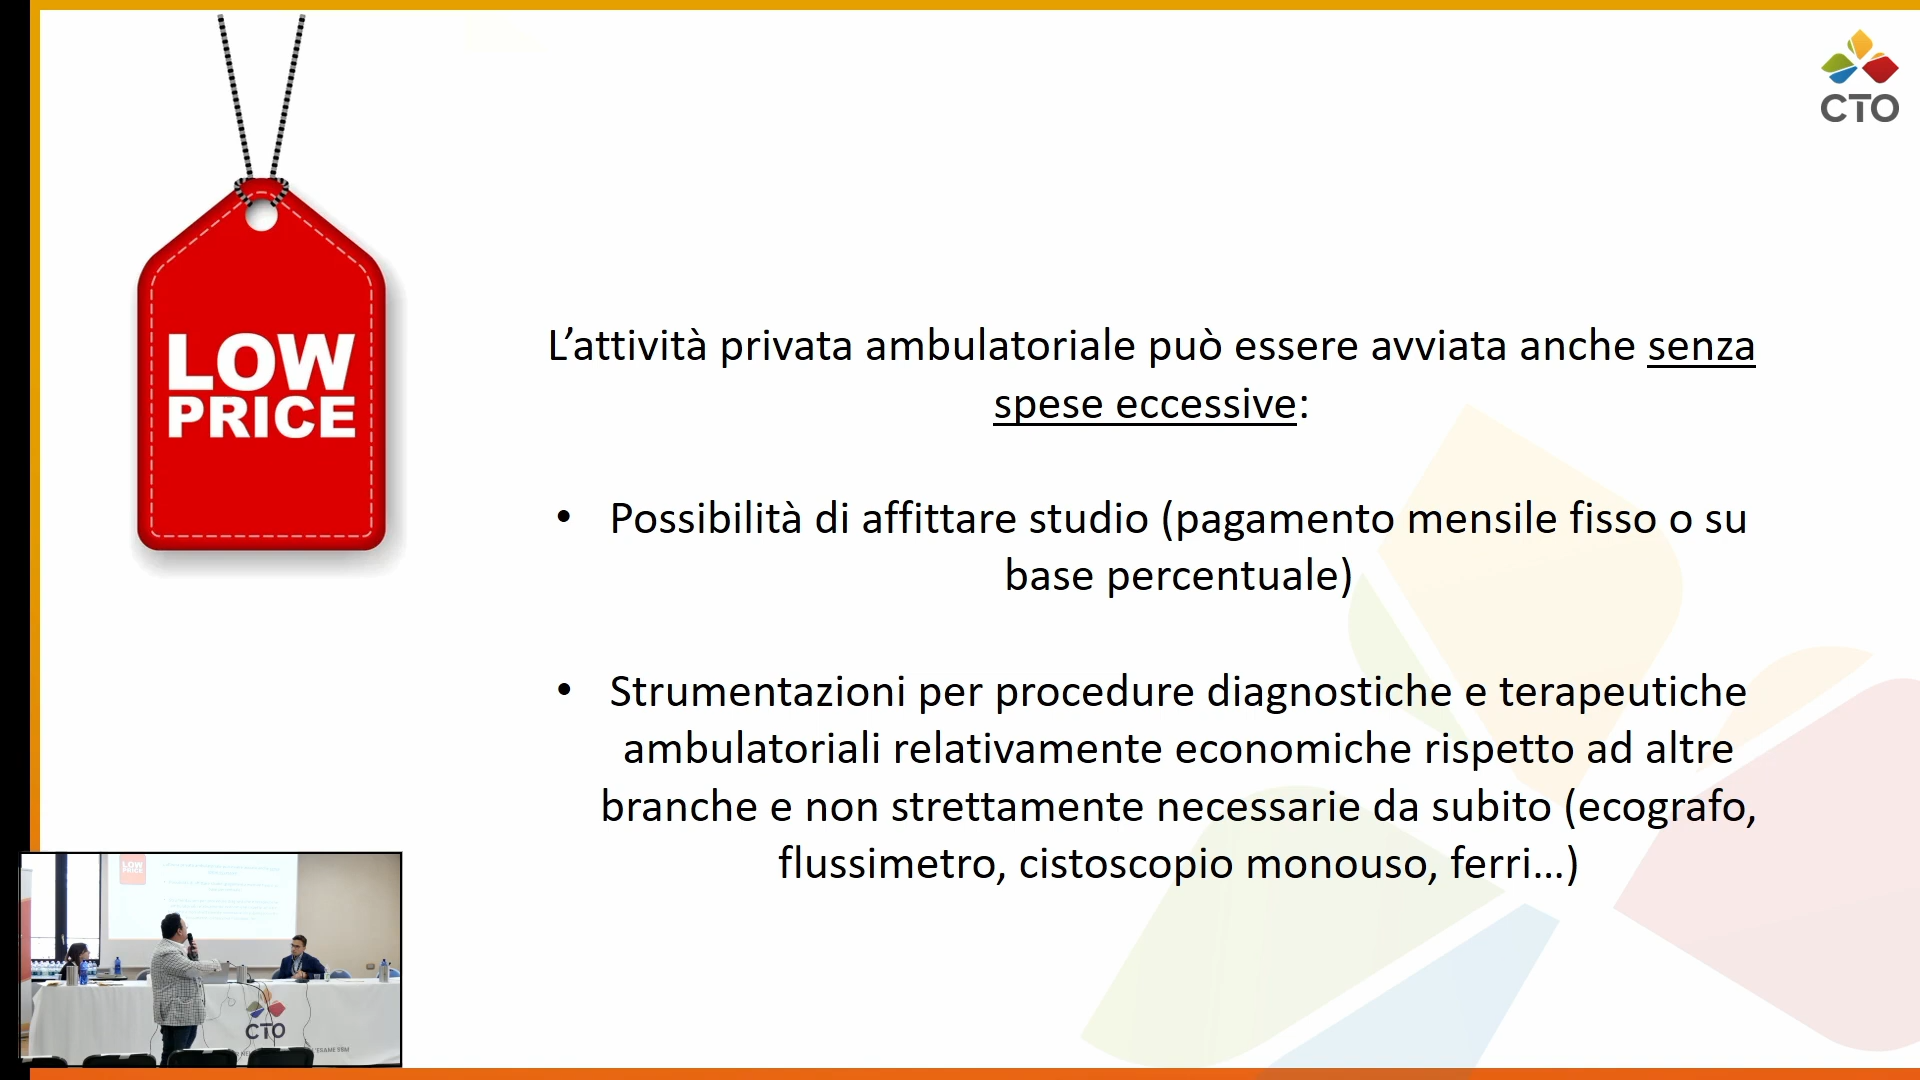 CTO
LOW
PRICE
L’attività privata ambulatoriale può essere avviata anche senza
spese eccessive:
• Possibilità di affittare studio (pagamento mensile fisso o su
base percentuale)
• Strumentazioni per procedure diagnostiche e terapeutiche
ambulatoriali relativamente economiche rispetto ad altre
branche e non strettamente necessarie da subito (ecografo,
flussimetro, cistoscopio monouso, ferri…)
LOW
PRICE
CTO